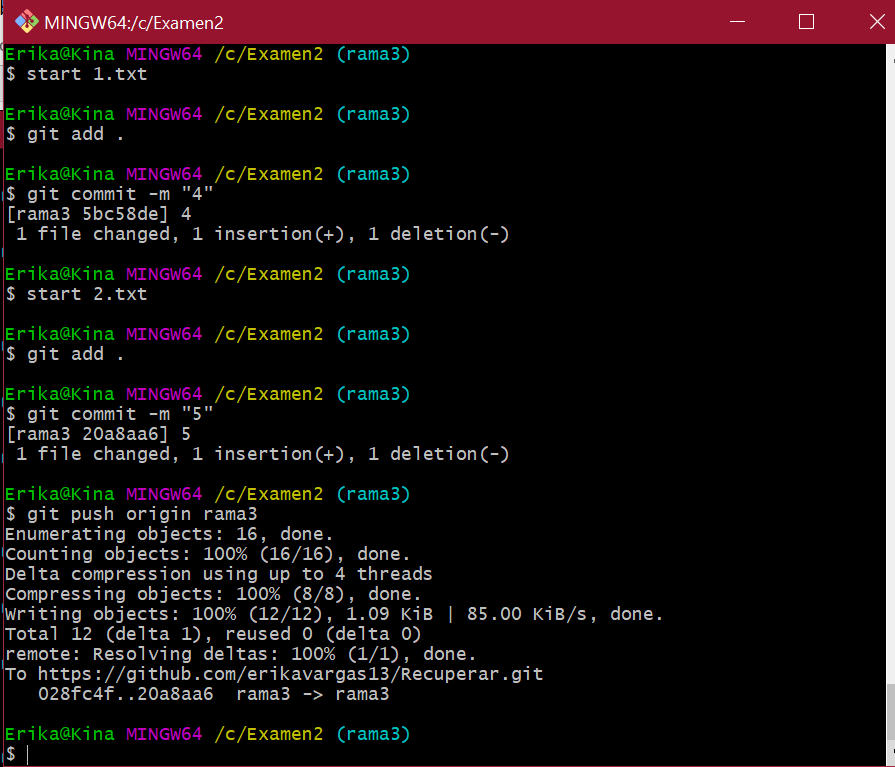 MINGW64:/c/Examen2
Erika@Kina MINGW64 /c/Examen2 (rama3)
$ start 1.txt
Erika@Kina MINGW64 /c/Examen2 (rama3)
$ git add .
Erika@Kina MINGW64 /c/Examen2 (rama3)
$ git commit -m "4"
[rama3 5bc58de] 4
 1 file changed, 1 insertion(+), 1 deletion(-)
Erika@Kina MINGW64 /c/Examen2 (rama3)
$ start 2.txt
Erika@Kina MINGW64 /c/Examen2 (rama3)
$ git add .
Erika@Kina MINGW64 /c/Examen2 (rama3)
$ git commit -m "5"
[rama3 20a8aa6] 5
 1 file changed, 1 insertion(+), 1 deletion(-)
Erika@Kina MINGW64 /c/Examen2 (rama3)
$ git push origin rama3
Enumerating objects: 16, done.
Counting objects: 100% (16/16), done.
Delta compression using up to 4 threads
Compressing objects: 100% (8/8), done.
Writing objects: 100% (12/12), 1.09 KiB | 85.00 KiB/s, done.
Total 12 (delta 1), reused 0 (delta 0)
remote: Resolving deltas: 100% (1/1), done.
To https://github.com/erikavargas13/Recuperar.git
   028fc4f..20a8aa6  rama3 -> rama3
Erika@Kina MINGW64 /c/Examen2 (rama3)
$